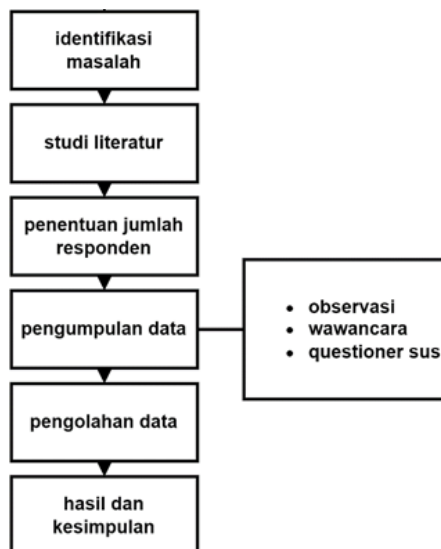 identifikasi
masalah
studi literatur
penentuan jumlah
responden
pengumpulan data
• observasi
• wawancara
• questioner sus
pengolahan data
hasil dan
kesimpulan